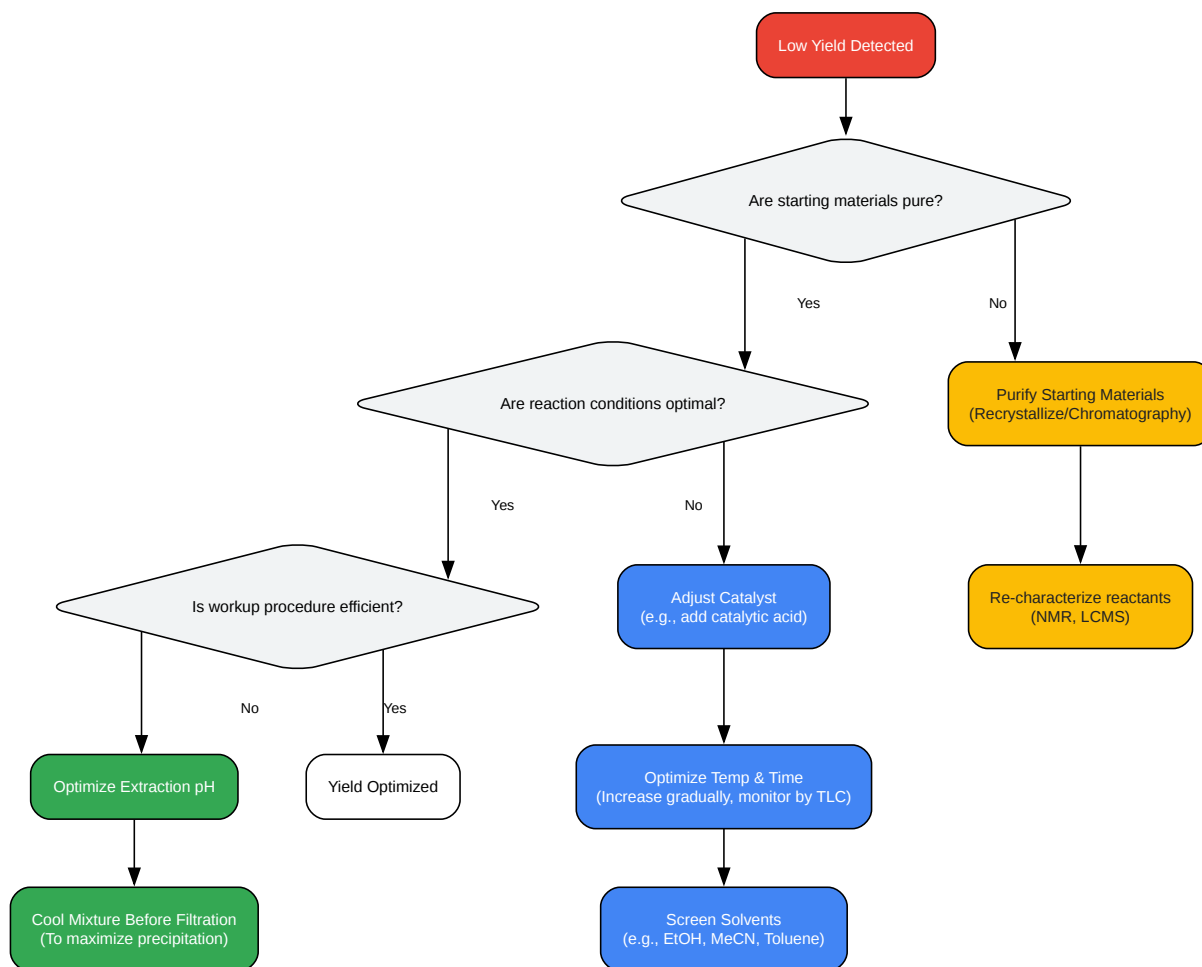 Low Yield Detected
Are starting materials pure?
Yes
No
Are reaction conditions optimal?
Purify Starting Materials
(Recrystallize/Chromatography)
Yes
No
Is workup procedure efficient?
Adjust Catalyst
(e.g., add catalytic acid)
Re-characterize reactants
(NMR, LCMS)
No
Yes
Optimize Extraction pH
Yield Optimized
Optimize Temp & Time
(Increase gradually, monitor by TLC)
Cool Mixture Before Filtration
(To maximize precipitation)
Screen Solvents
(e.g., EtOH, MeCN, Toluene)